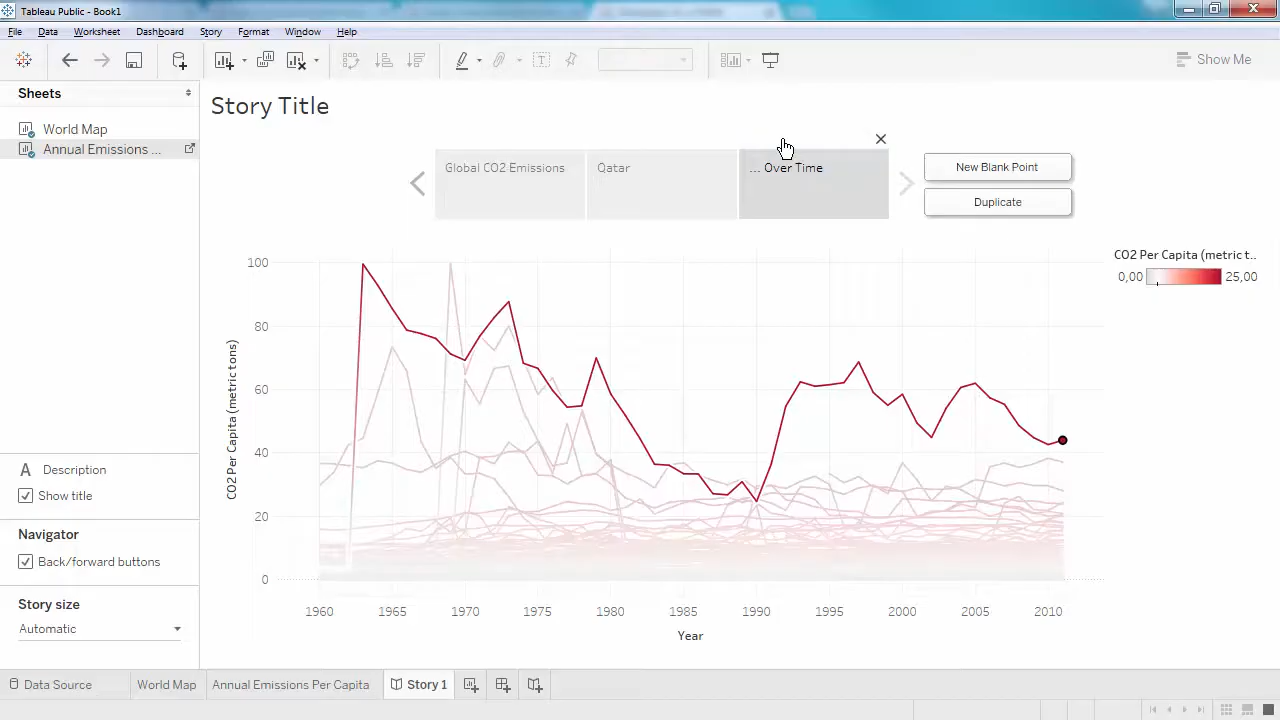 Tableau Public - Book1
File Data Worksheet Dashboard Story Format Window Help
Show Me
Sheets
World Map
Annual Emissions ...
Description
Show title
Navigator
Back/forward buttons
Story size
Automatic
Story Title
Global CO2 Emissions
Qatar
... Over Time
New Blank Point
Duplicate
CO2 Per Capita (metric t..
0,00 25,00
CO2 Per Capita (metric tons)
100
80
60
40
20
0
1960 1965 1970 1975 1980 1985 1990 1995 2000 2005 2010
Year
Data Source World Map Annual Emissions Per Capita Story 1